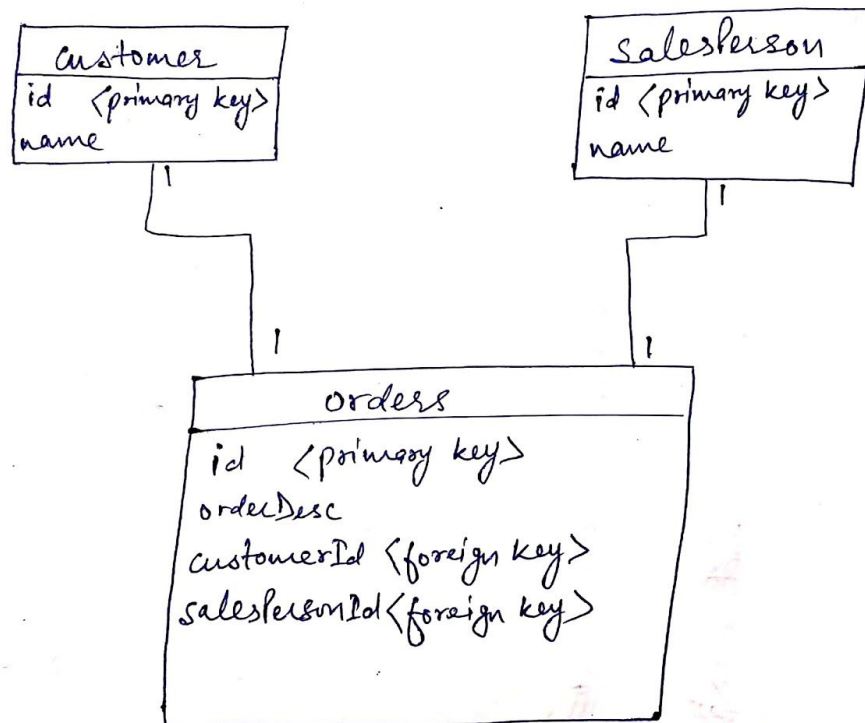 customer
id <primary key>
name
1
salesPerson
id <primary key>
name
1
1
1
orders
id <primary key>
orderDesc
customerId <foreign key>
salesPersonId <foreign key>